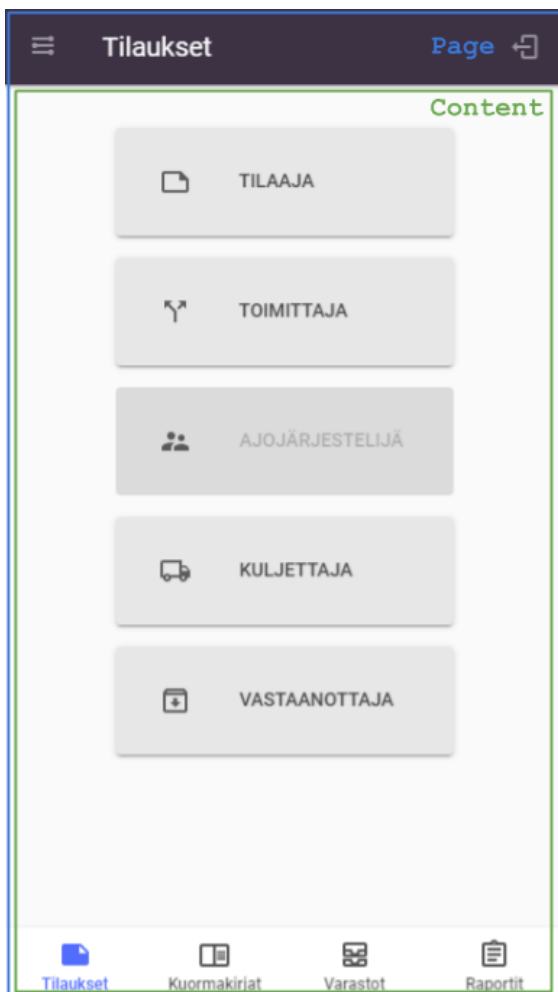 Tilaukset
Page
Content
TILAAJA
TOIMITTAJA
AJOJÄRJESTELIJÄ
KULJETTAJA
VASTAANOTTAJA
Tilaukset Kuormakirjat Varastot Raportit